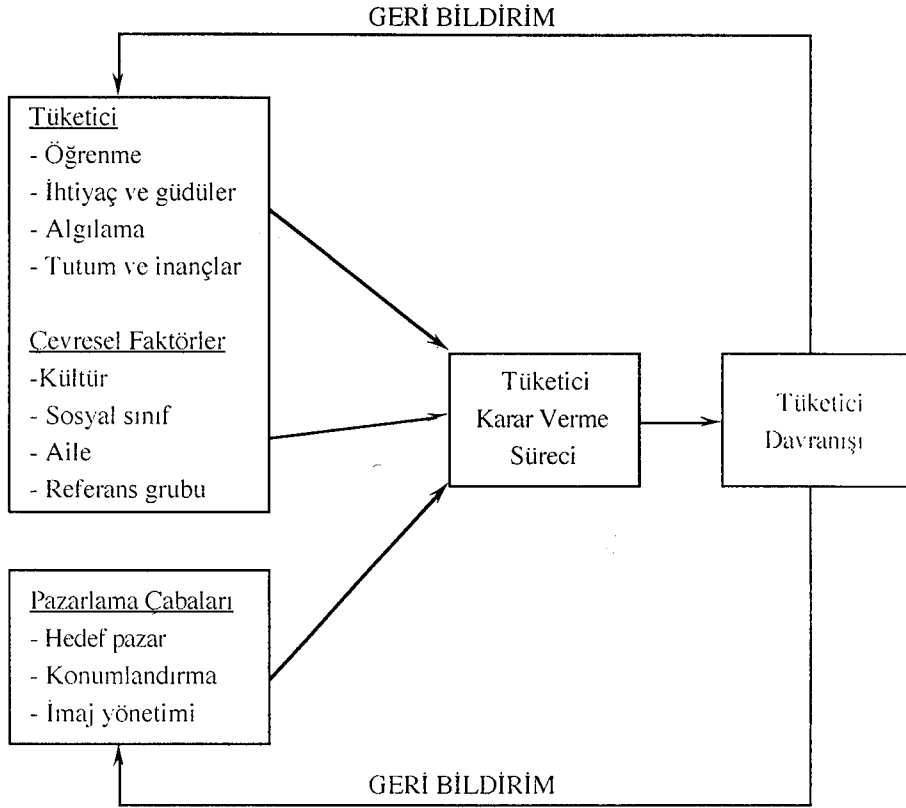 GERİ BİLDİRİM
Tüketici
- Öğrenme
- İhtiyaç ve güdüler
- Algılama
- Tutum ve inançlar
Çevresel Faktörler
-Kültür
- Sosyal sınıf
- Aile
- Referans grubu
Pazarlama Çabaları
- Hedef pazar
- Konumlandırma
- İmaj yönetimi
Tüketici
Karar Verme
Süreci
Tüketici
Davranışı
GERİ BİLDİRİM